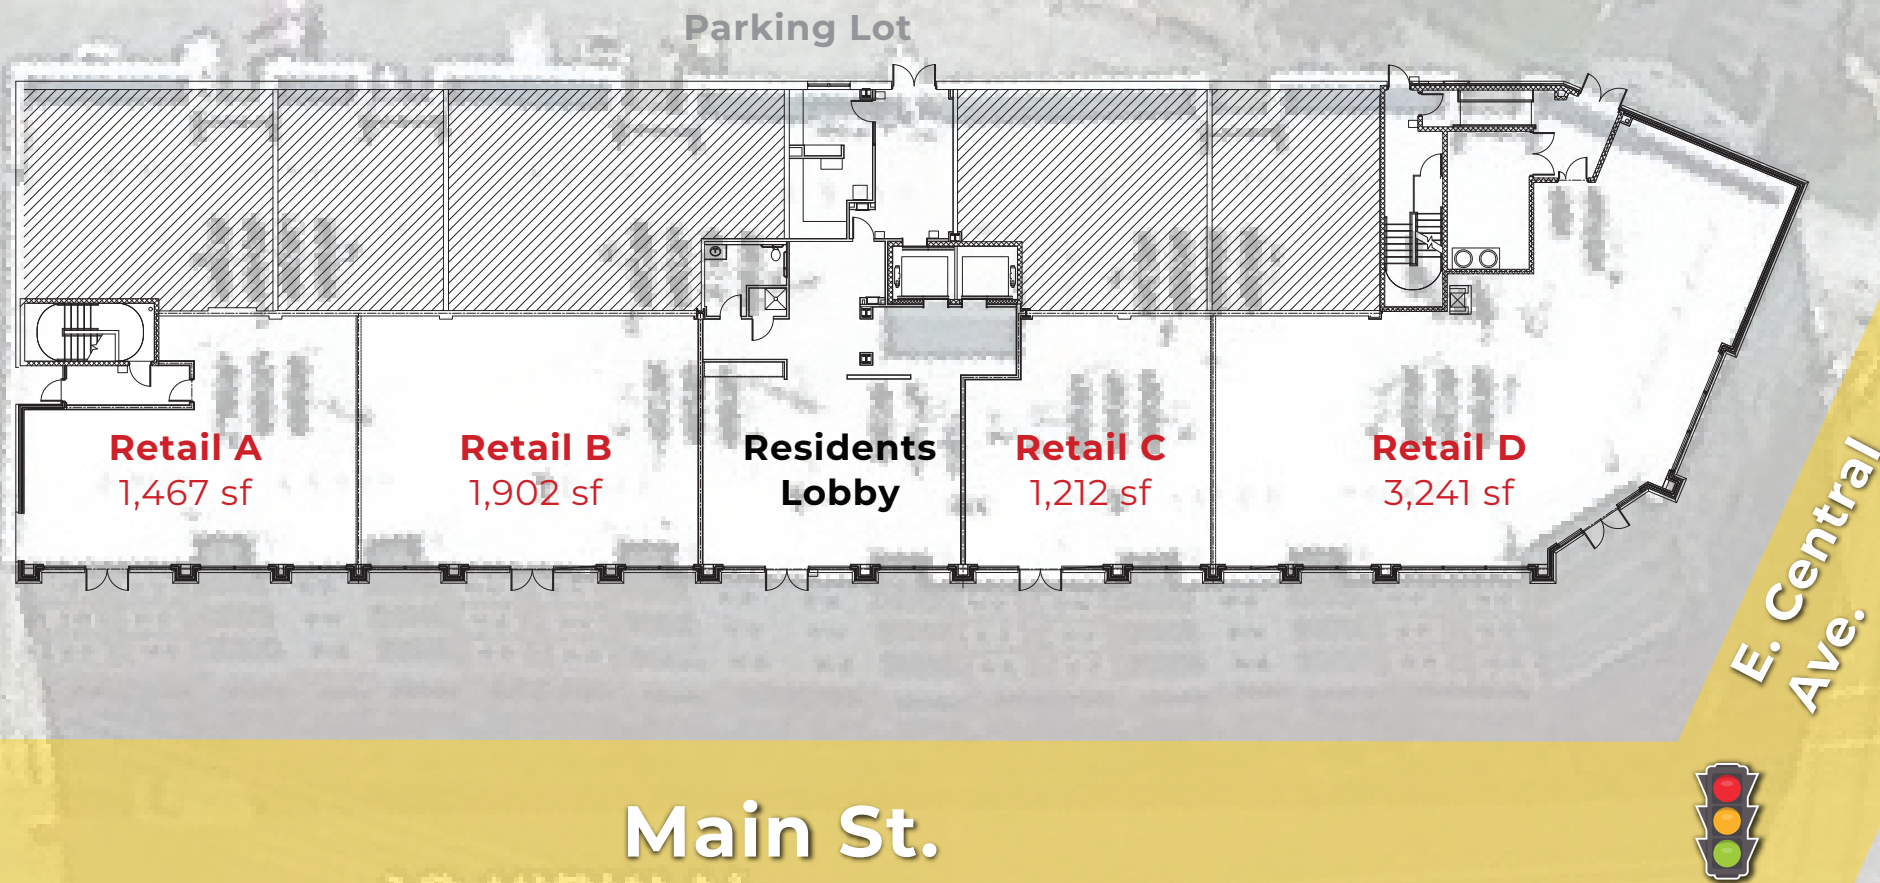 Parking Lot
Retail A
1,467 sf
Retail B
1,902 sf
Residents
Lobby
Retail C
1,212 sf
Retail D
3,241 sf
E. Central
Ave.
Main St.